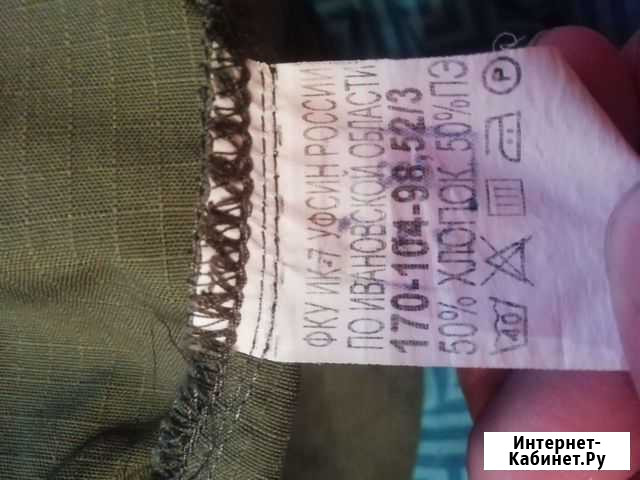 ФКУ ИК-7 УФСИН РОССИИ
ПО ИВАНОВСКОЙ ОБЛАСТИ
170-104-98,52/3
50% ХЛОПОК 50%ПЭ
40 P
Интернет-
Кабинет.Ру